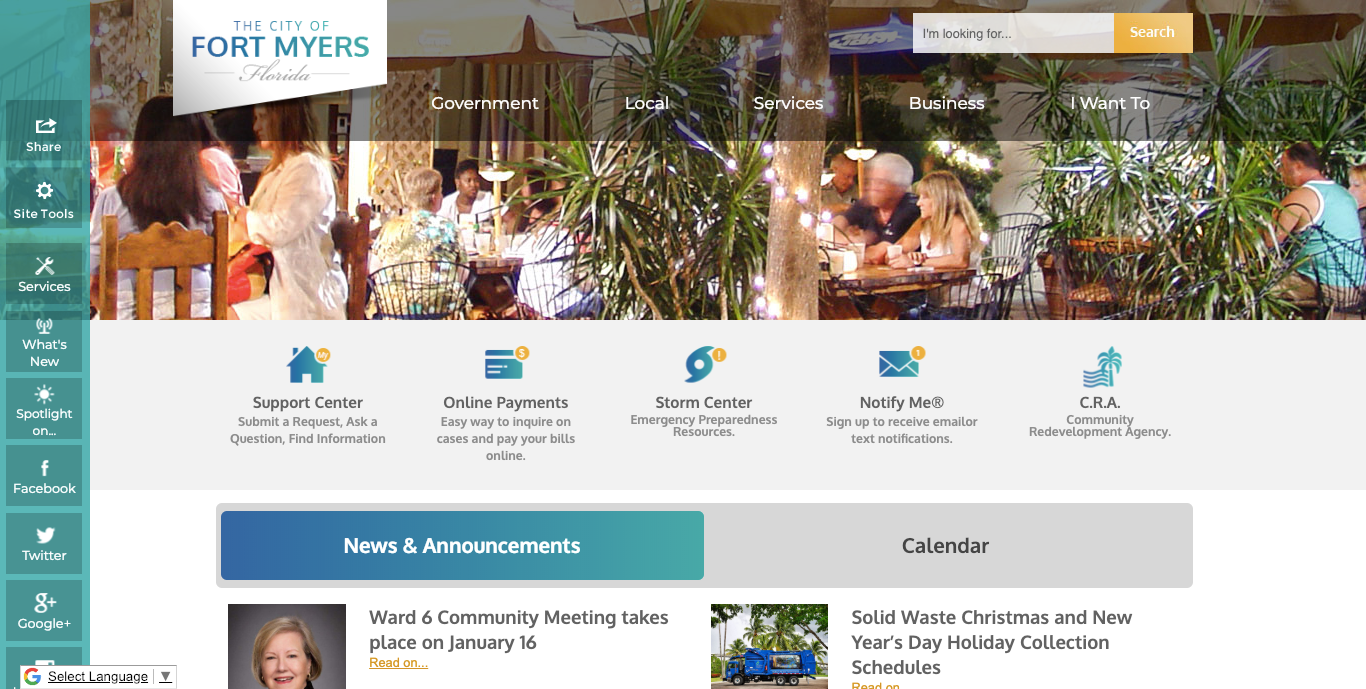 THE CITY OF
FORT MYERS
Florida
I'm looking for...
Search
Government
Local
Services
Business
I Want To
Share
Site Tools
Services
What's
New
Spotlight
on...
Facebook
Twitter
Google+
Select Language ▼
My
Support Center
Submit a Request, Ask a
Question, Find Information
$
Online Payments
Easy way to inquire on
cases and pay your bills
online.
!
Storm Center
Emergency Preparedness
Resources.
1
Notify Me®
Sign up to receive emailor
text notifications.
C.R.A.
Community
Redevelopment Agency.
News & Announcements
Calendar
Ward 6 Community Meeting takes
place on January 16
Read on...
Solid Waste Christmas and New
Year’s Day Holiday Collection
Schedules
Read on...